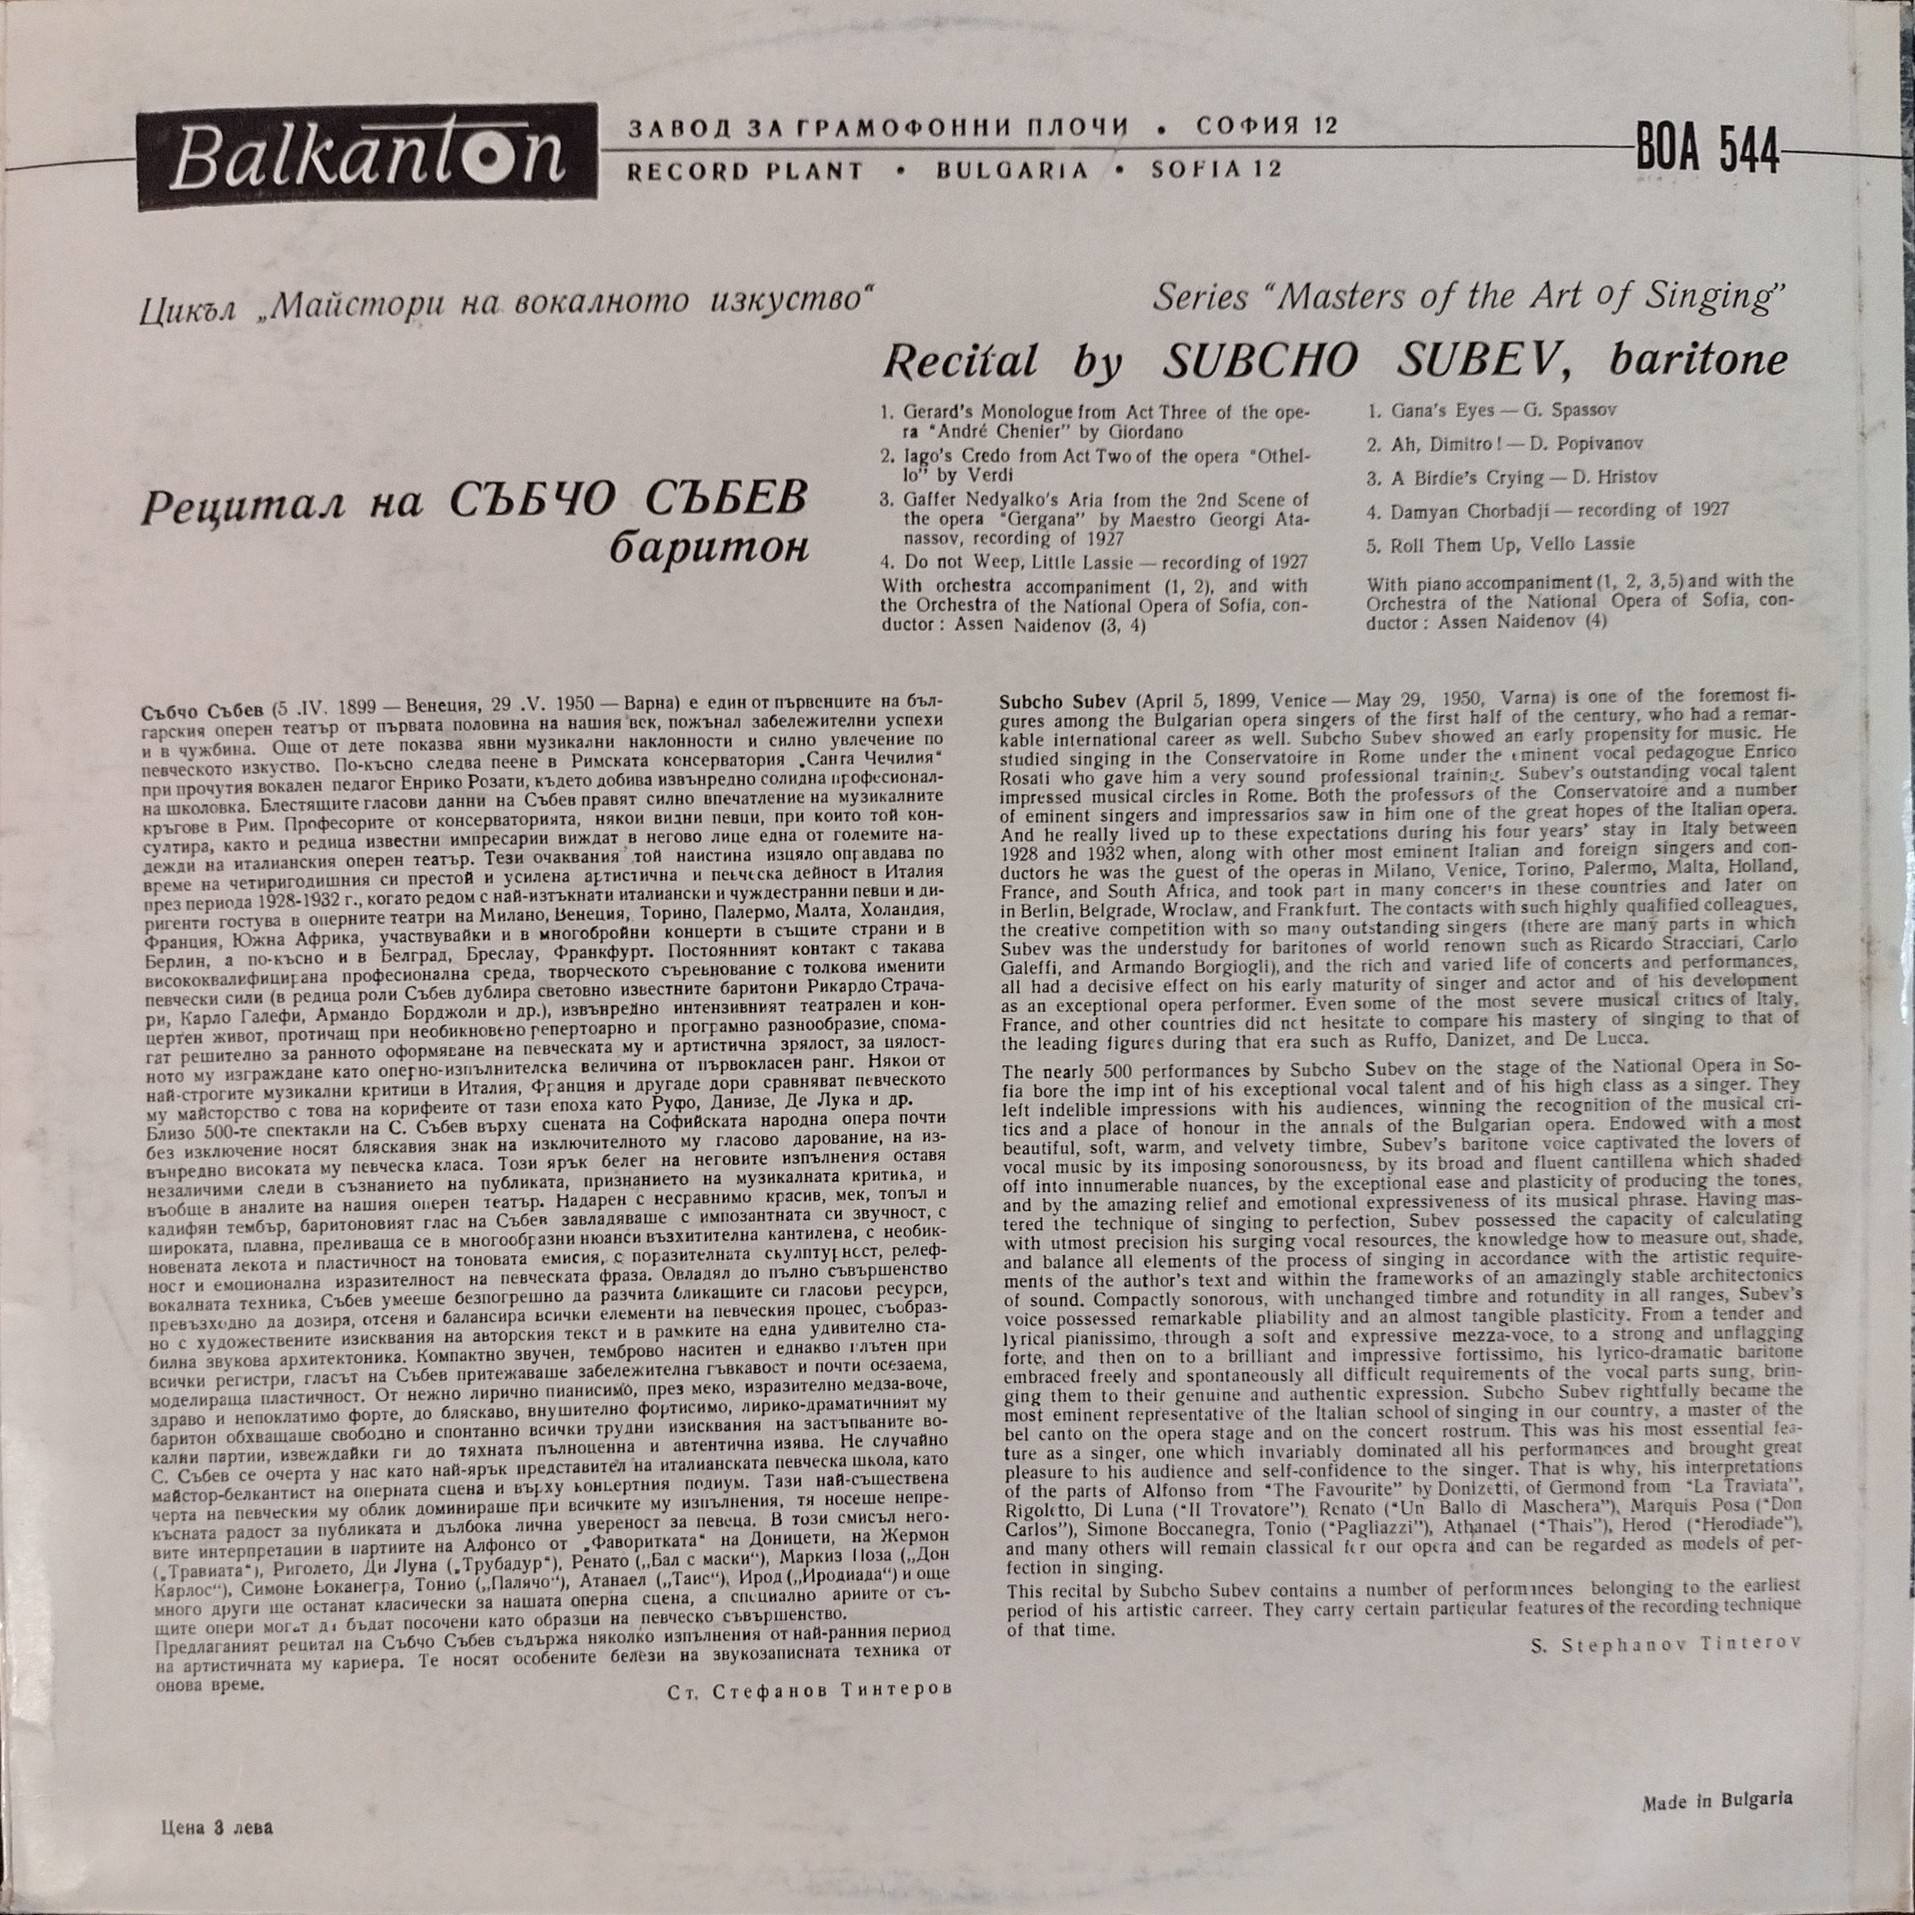 Balkanton
ЗАВОД ЗА ГРАМОФОННИ ПЛОЧИ • СОФИЯ 12
RECORD PLANT • BULGARIA • SOFIA 12
ВОА 544
Цикъл „Майстори на вокалното изкуство“
Рецитал на СЪБЧО СЪБЕВ
баритон
Series “Masters of the Art of Singing”
Recital by SUBCHO SUBEV, baritone
1. Gerard's Monologue from Act Three of the ope-
ra “André Chenier” by Giordano
2. Iago's Credo from Act Two of the opera “Othel-
lo” by Verdi
3. Gaffer Nedyalko's Aria from the 2nd Scene of
the opera “Gergana” by Maestro Georgi Ata-
nassov, recording of 1927
4. Do not Weep, Little Lassie — recording of 1927
With orchestra accompaniment (1, 2), and with
the Orchestra of the National Opera of Sofia, con-
ductor : Assen Naidenov (3, 4)
1. Gana's Eyes — G. Spassov
2. Ah, Dimitro ! — D. Popivanov
3. A Birdie's Crying — D. Hristov
4. Damyan Chorbadji — recording of 1927
5. Roll Them Up, Vello Lassie
With piano accompaniment (1, 2, 3, 5) and with the
Orchestra of the National Opera of Sofia, con-
ductor : Assen Naidenov (4)
Събчо Събев (5 .IV. 1899 — Венеция, 29 .V. 1950 — Варна) е един от първенците на бъл-
гарския оперен театър от първата половина на нашия век, пожънал забележителни успехи
и в чужбина. Още от дете показва явни музикални наклонности и силно увлечение по
певческото изкуство. По-късно следва пеене в Римската консерватория „Санта Чечилия“
при прочутия вокален педагог Енрико Розати, където добива извънредно солидна професионал-
на школовка. Блестящите гласови данни на Събев правят силно впечатление на музикалните
кръгове в Рим. Професорите от консерваторията, някои видни певци, при които той кон-
султира, както и редица известни импресарии виждат в негово лице една от големите на-
дежди на италианския оперен театър. Тези очаквания той наистина изцяло оправдава по
време на четиригодишния си престой и усилена артистична и певческа дейност в Италия
през периода 1928-1932 г., когато редом с най-изтъкнати италиански и чуждестранни певци и ди-
ригенти гостува в оперните театри на Милано, Венеция, Торино, Палермо, Малта, Холандия,
Франция, Южна Африка, участвувайки и в многобройни концерти в същите страни и в
Берлин, а по-късно и в Белград, Бреслау, Франкфурт. Постоянният контакт с такава
висококвалифицирана професионална среда, творческото съревнование с толкова именити
певчески сили (в редица роли Събев дублира световно известните баритони Рикардо Страча-
ри, Карло Галефи, Армандо Борджоли и др.), извънредно интензивният театрален и кон-
цертен живот, протичащ при необикновено репертоарно и програмно разнообразие, спома-
гат решително за ранното оформяване на певческата му и артистична зрялост, за цялост-
ното му изграждане като оперно-изпълнителска величина от първокласен ранг. Някои от
най-строгите музикални критици в Италия, Франция и другаде дори сравняват певческото
му майсторство с това на корифеите от тази епоха като Руфо, Данизе, Де Лука и др.
Близо 500-те спектакли на С. Събев върху сцената на Софийската народна опера почти
без изключение носят бляскавия знак на изключителното му гласово дарование, на из-
вънредно високата му певческа класа. Този ярък белег на неговите изпълнения оставя
незаличими следи в съзнанието на публиката, признанието на музикалната критика, и
въобще в аналите на нашия оперен театър. Надарен с несравнимо красив, мек, топъл и
кадифян тембър, баритоновият глас на Събев завладяваше с импозантната си звучност, с
широката, плавна, преливаща се в многообразни нюанси възхитителна кантилена, с необик-
новената лекота и пластичност на тоновата емисия, с поразителната скулптурност, релеф-
ност и емоционална изразителност на певческата фраза. Овладял до пълно съвършенство
вокалната техника, Събев умееше безпогрешно да разчита бликащите си гласови ресурси,
превъзходно да дозира, отсеня и балансира всички елементи на певческия процес, съобраз-
но с художествените изисквания на авторския текст и в рамките на една удивително ста-
билна звукова архитектоника. Компактно звучен, темброво наситен и еднакво плътен при
всички регистри, гласът на Събев притежаваше забележителна гъвкавост и почти осезаема,
моделираща пластичност. От нежно лирично пианисимо, през меко, изразително медза-воче,
здраво и непоклатимо форте, до бляскаво, внушително фортисимо, лирико-драматичният му
баритон обхващаше свободно и спонтанно всички трудни изисквания на застъпваните во-
кални партии, извеждайки ги до тяхната пълноценна и автентична изява. Не случайно
С. Събев се очерта у нас като най-ярък представител на италианската певческа школа, като
майстор-белкантист на оперната сцена и върху концертния подиум. Тази най-съществена
черта на певческия му облик доминираше при всичките му изпълнения, тя носеше непре-
късната радост за публиката и дълбока лична увереност за певеца. В този смисъл него-
вите интерпретации в партиите на Алфонсо от „Фаворитката“ на Доницети, на Жермон
(„Травиата“), Риголето, Ди Луна („Трубадур“), Ренато („Бал с маски“), Маркиз Поза („Дон
Карлос“), Симоне Боканегра, Тонио („Палячо“), Атанаел („Таис“), Ирод („Иродиада“) и още
много други ще останат класически за нашата оперна сцена, а специално ариите от съ-
щите опери могат да бъдат посочени като образци на певческо съвършенство.
Предлаганият рецитал на Събчо Събев съдържа няколко изпълнения от най-ранния период
на артистичната му кариера. Те носят особените белези на звукозаписната техника от
онова време.
Ст. Стефанов Тинтеров
Subcho Subev (April 5, 1899, Venice — May 29, 1950, Varna) is one of the foremost fi-
gures among the Bulgarian opera singers of the first half of the century, who had a remar-
kable international career as well. Subcho Subev showed an early propensity for music. He
studied singing in the Conservatoire in Rome under the eminent vocal pedagogue Enrico
Rosati who gave him a very sound professional training. Subev's outstanding vocal talent
impressed musical circles in Rome. Both the professors of the Conservatoire and a number
of eminent singers and impressarios saw in him one of the great hopes of the Italian opera.
And he really lived up to these expectations during his four years' stay in Italy between
1928 and 1932 when, along with other most eminent Italian and foreign singers and con-
ductors he was the guest of the operas in Milano, Venice, Torino, Palermo, Malta, Holland,
France, and South Africa, and took part in many concerts in these countries and later on
in Berlin, Belgrade, Wroclaw, and Frankfurt. The contacts with such highly qualified colleagues,
the creative competition with so many outstanding singers (there are many parts in which
Subev was the understudy for baritones of world renown such as Ricardo Stracciari, Carlo
Galeffi, and Armando Borgiogli), and the rich and varied life of concerts and performances,
all had a decisive effect on his early maturity of singer and actor and of his development
as an exceptional opera performer. Even some of the most severe musical critics of Italy,
France, and other countries did not hesitate to compare his mastery of singing to that of
the leading figures during that era such as Ruffo, Danizet, and De Lucca.
The nearly 500 performances by Subcho Subev on the stage of the National Opera in So-
fia bore the imp int of his exceptional vocal talent and of his high class as a singer. They
left indelible impressions with his audiences, winning the recognition of the musical cri-
tics and a place of honour in the annals of the Bulgarian opera. Endowed with a most
beautiful, soft, warm, and velvety timbre, Subev's baritone voice captivated the lovers of
vocal music by its imposing sonorousness, by its broad and fluent cantillena which shaded
off into innumerable nuances, by the exceptional ease and plasticity of producing the tones,
and by the amazing relief and emotional expressiveness of its musical phrase. Having mas-
tered the technique of singing to perfection, Subev possessed the capacity of calculating
with utmost precision his surging vocal resources, the knowledge how to measure out, shade,
and balance all elements of the process of singing in accordance with the artistic require-
ments of the author's text and within the frameworks of an amazingly stable architectonics
of sound. Compactly sonorous, with unchanged timbre and rotundity in all ranges, Subev's
voice possessed remarkable pliability and an almost tangible plasticity. From a tender and
lyrical pianissimo, through a soft and expressive mezza-voce, to a strong and unflagging
forte, and then on to a brilliant and impressive fortissimo, his lyrico-dramatic baritone
embraced freely and spontaneously all difficult requirements of the vocal parts sung, brin-
ging them to their genuine and authentic expression. Subcho Subev rightfully became the
most eminent representative of the Italian school of singing in our country, a master of the
bel canto on the opera stage and on the concert rostrum. This was his most essential fea-
ture as a singer, one which invariably dominated all his performances and brought great
pleasure to his audience and self-confidence to the singer. That is why, his interpretations
of the parts of Alfonso from “The Favourite” by Donizetti, of Germond from “La Traviata”,
Rigoletto, Di Luna (“Il Trovatore”), Renato (“Un Ballo di Maschera”), Marquis Posa (“Don
Carlos”), Simone Boccanegra, Tonio (“Pagliazzi”), Athanael (“Thais”), Herod (“Herodiade”),
and many others will remain classical for our opera and can be regarded as models of per-
fection in singing.
This recital by Subcho Subev contains a number of performances belonging to the earliest
period of his artistic carreer. They carry certain particular features of the recording technique
of that time.
S. Stephanov Tinterov
Цена 3 лева
Made in Bulgaria